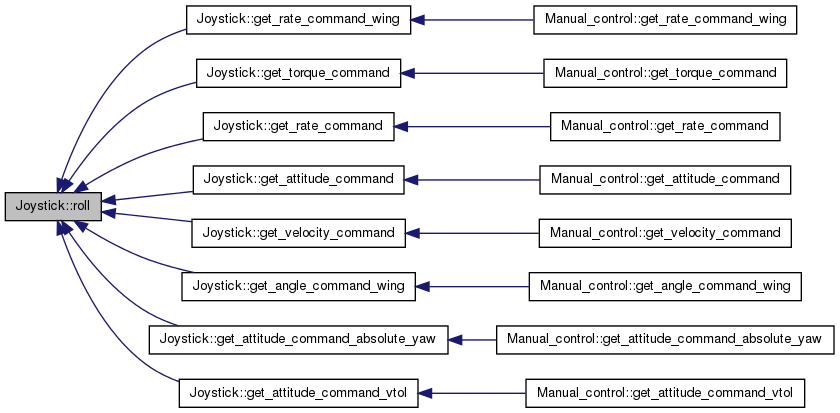 Joystick::get_rate_command_wing Manual_control::get_rate_command_wing
Joystick::get_torque_command Manual_control::get_torque_command
Joystick::get_rate_command Manual_control::get_rate_command
Joystick::get_attitude_command Manual_control::get_attitude_command
Joystick::roll
Joystick::get_velocity_command Manual_control::get_velocity_command
Joystick::get_angle_command_wing Manual_control::get_angle_command_wing
Joystick::get_attitude_command_absolute_yaw Manual_control::get_attitude_command_absolute_yaw
Joystick::get_attitude_command_vtol Manual_control::get_attitude_command_vtol